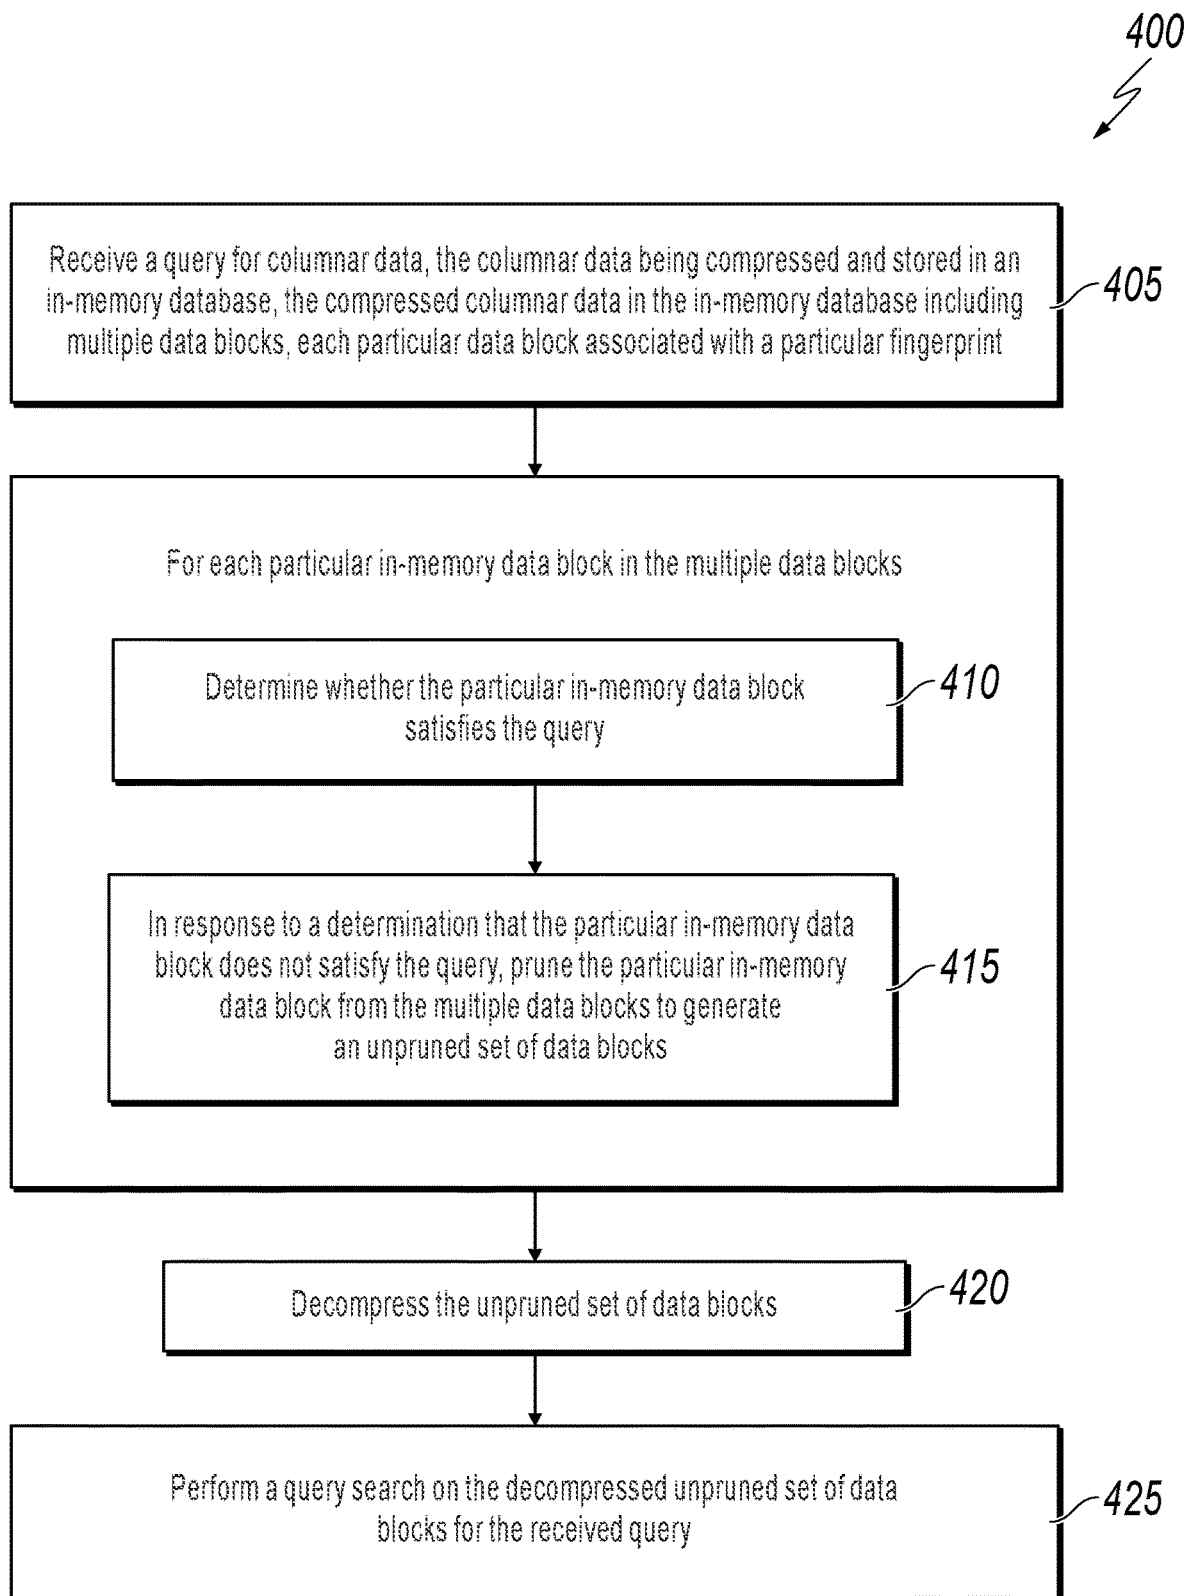 400
Receive a query for columnar data, the columnar data being compressed and stored in an
in-memory database, the compressed columnar data in the in-memory database including
multiple data blocks, each particular data block associated with a particular fingerprint
405
For each particular in-memory data block in the multiple data blocks
Determine whether the particular in-memory data block
satisfies the query
410
In response to a determination that the particular in-memory data
block does not satisfy the query, prune the particular in-memory
data block from the multiple data blocks to generate
an unpruned set of data blocks
415
Decompress the unpruned set of data blocks
420
Perform a query search on the decompressed unpruned set of data
blocks for the received query
425